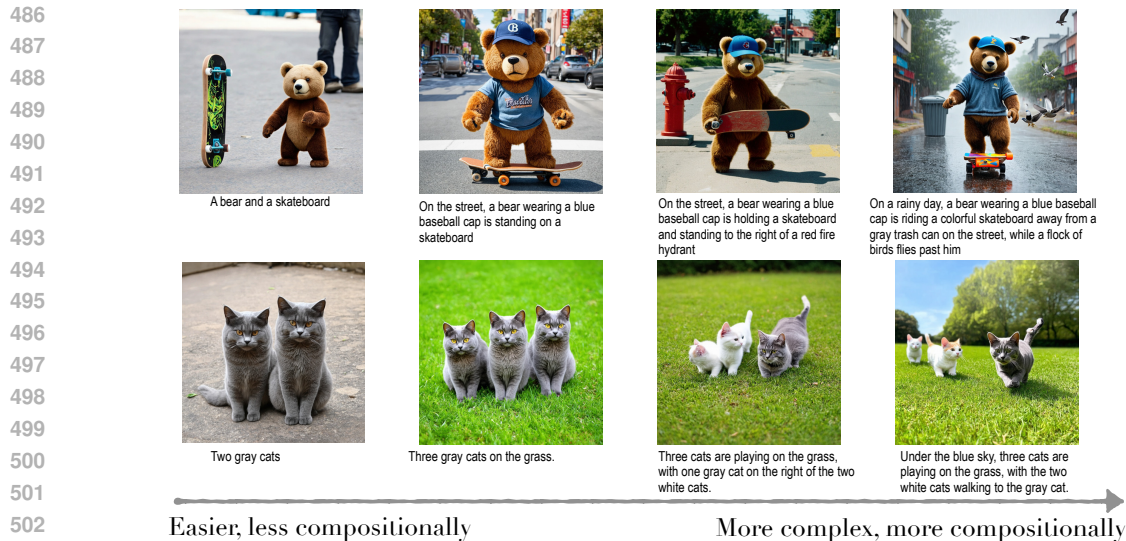 486
487
488
489
490
491
492
493
494
495
496
497
498
499
500
501
502
B
A bear and a skateboard
On the street, a bear wearing a blue
baseball cap is standing on a
skateboard
On the street, a bear wearing a blue
baseball cap is holding a skateboard
and standing to the right of a red fire
hydrant
On a rainy day, a bear wearing a blue baseball
cap is riding a colorful skateboard away from a
gray trash can on the street, while a flock of
birds flies past him
Two gray cats
Three gray cats on the grass.
Three cats are playing on the grass,
with one gray cat on the right of the two
white cats.
Under the blue sky, three cats are
playing on the grass, with the two
white cats walking to the gray cat.
Easier, less compositionally
More complex, more compositionally